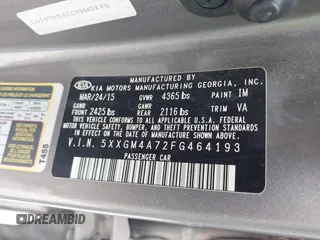 MANUFACTURED BY
KIA KIA MOTORS MANUFACTURING GEORGIA, INC.
MAR/24/15 GVWR 4365 lbs PAINT IM
GAWR FRONT 2425 lbs GAWR REAR 2116 lbs TRIM VA
THIS VEHICLE CONFORMS TO ALL APPLICABLE
U.S.A. FEDERAL MOTOR VEHICLE SAFETY, BUMPER,
AND THEFT PREVENTION STANDARDS IN EFFECT ON
THE DATE OF MANUFACTURE SHOWN ABOVE.
V.I.N. 5XXGM4A72FG464193
PASSENGER CAR
T455
DREAMBID